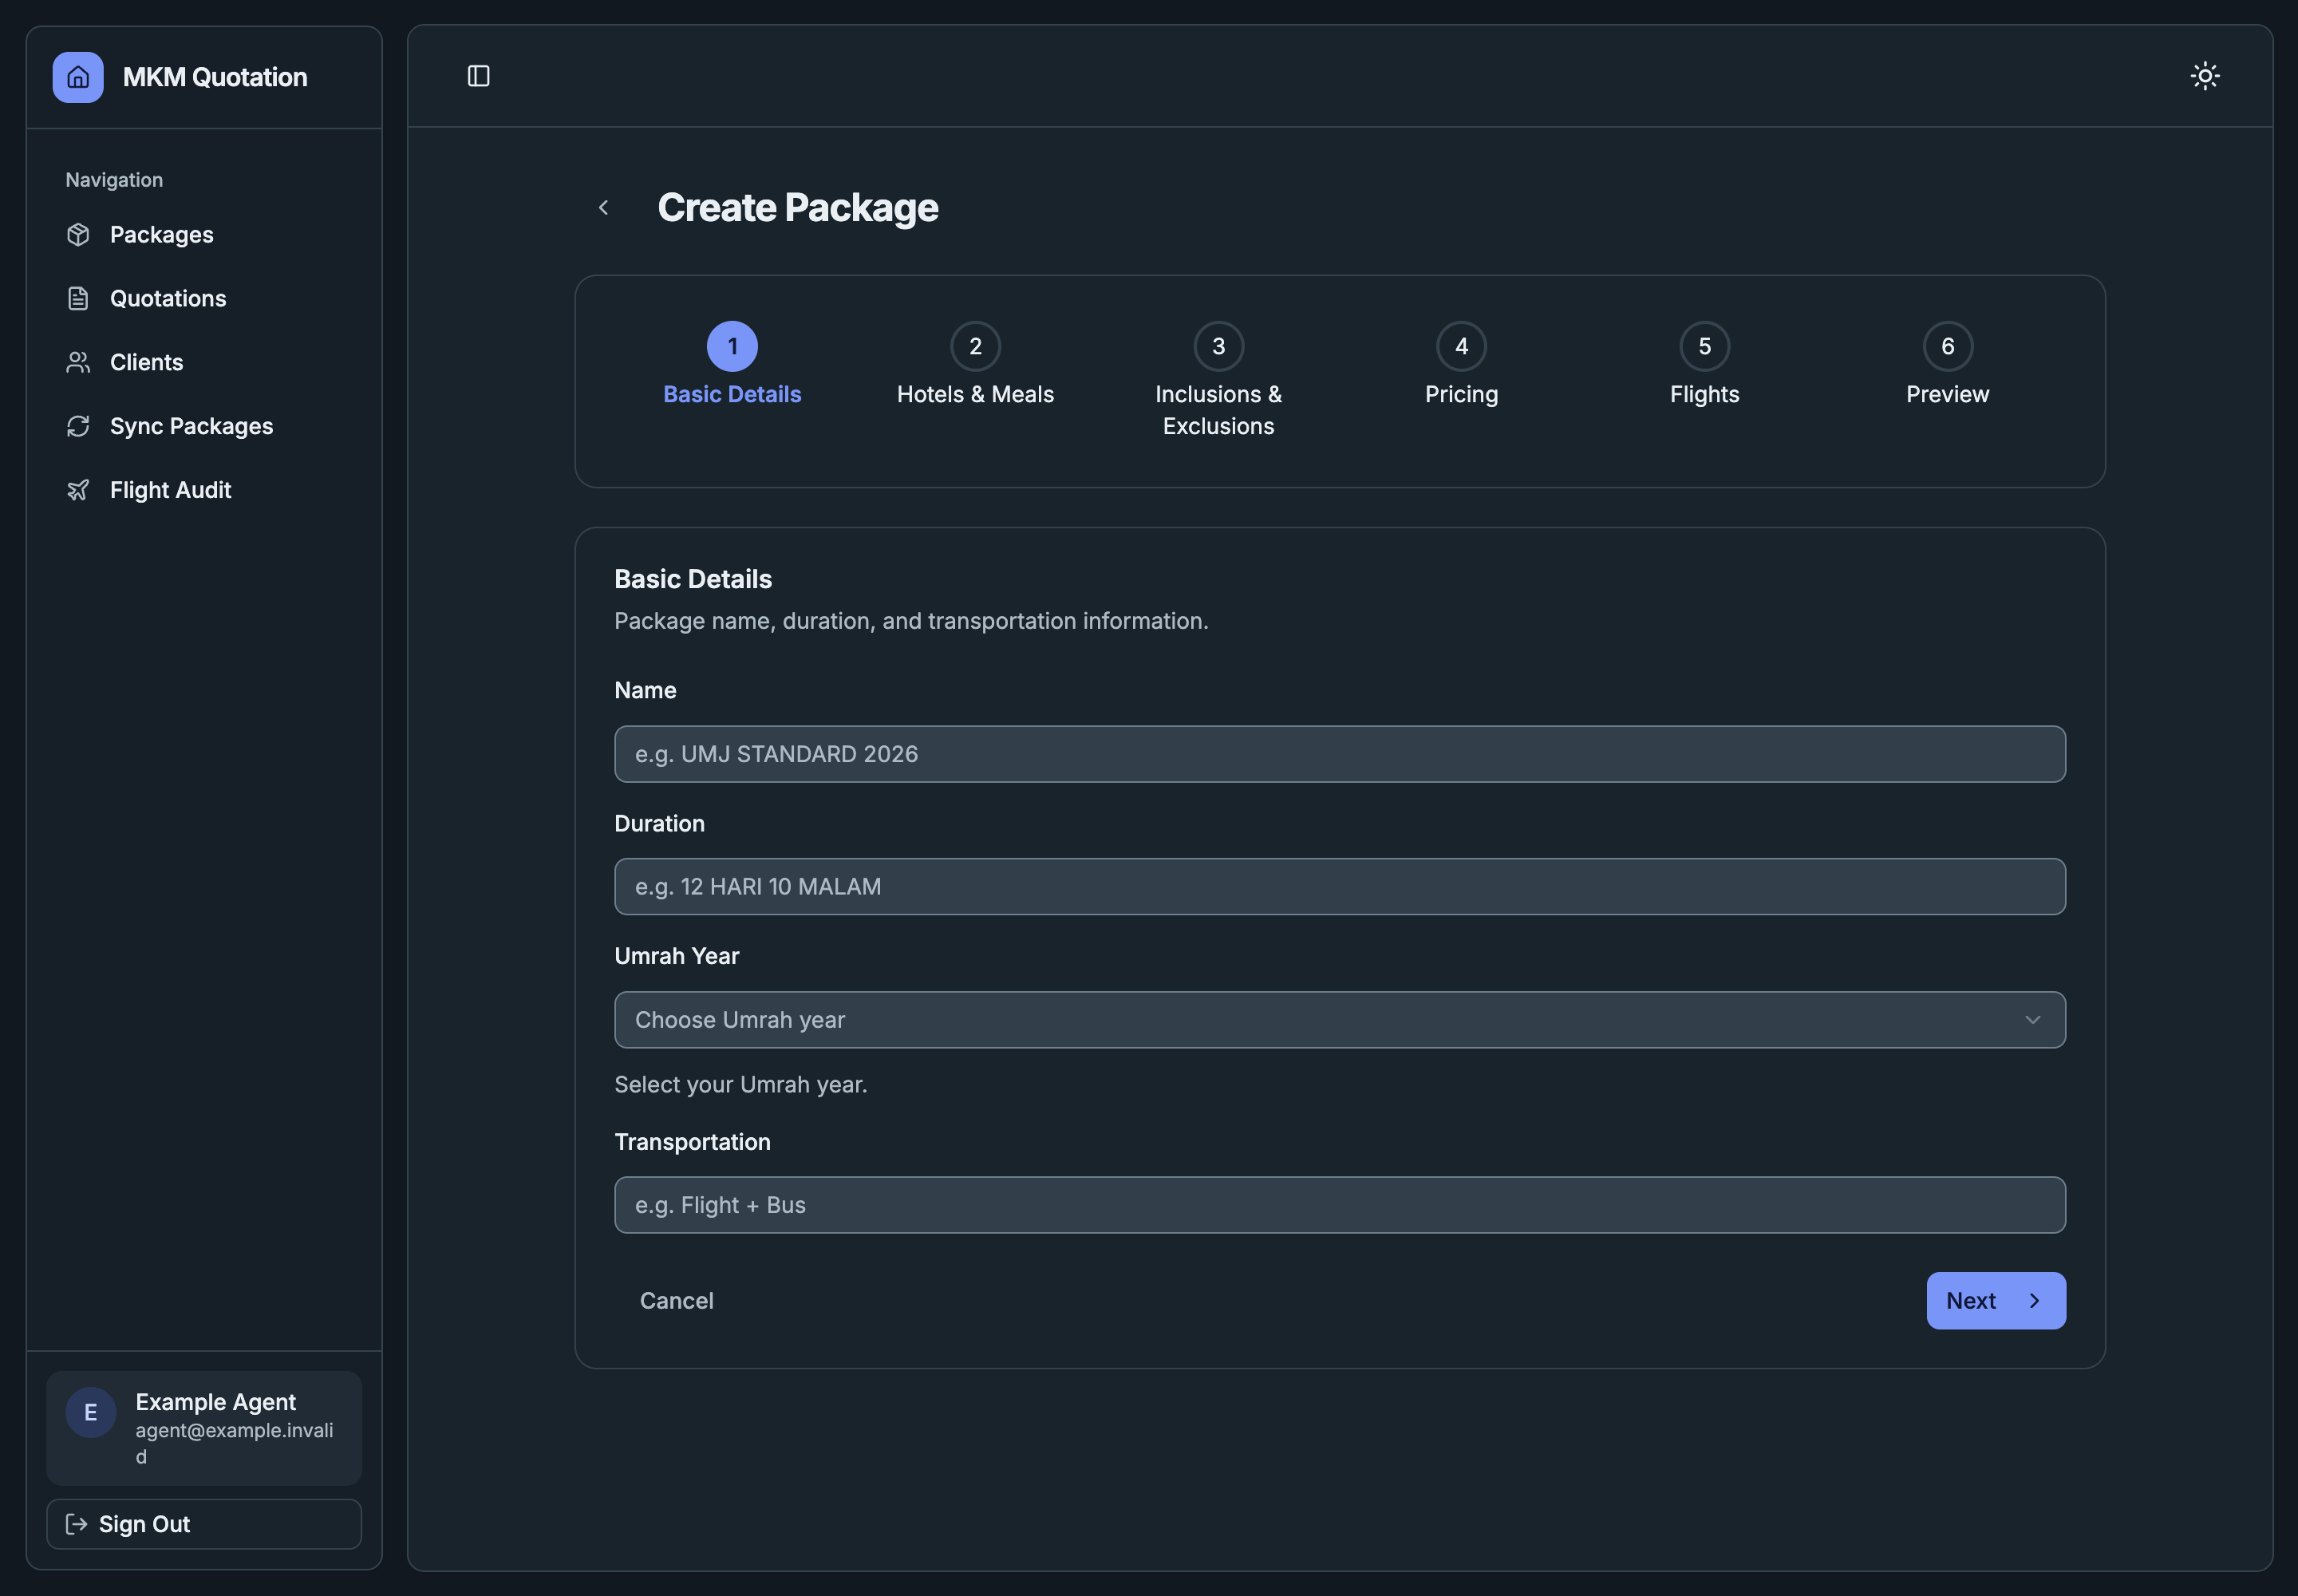 MKM Quotation
Navigation
Packages
Quotations
Clients
Sync Packages
Flight Audit
Example Agent
agent@example.invali
d
E
Sign Out
Create Package
1
Basic Details
2
Hotels & Meals
3
Inclusions &
Exclusions
4
Pricing
5
Flights
6
Preview
Basic Details
Package name, duration, and transportation information.
Name
e.g. UMJ STANDARD 2026
Duration
e.g. 12 HARI 10 MALAM
Umrah Year
Choose Umrah year
Select your Umrah year.
Transportation
e.g. Flight + Bus
Cancel
Next